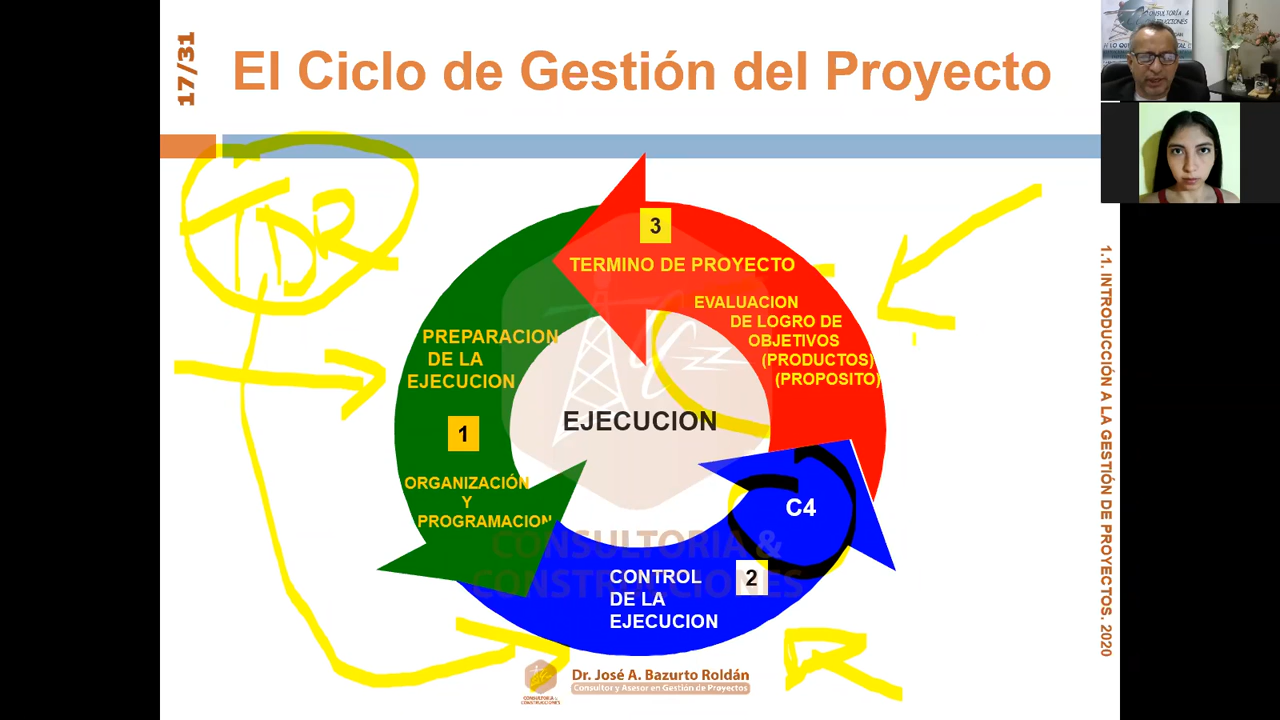 17/31
El Ciclo de Gestión del Proyecto
TDR
3
TERMINO DE PROYECTO
EVALUACION
DE LOGRO DE
OBJETIVOS
(PRODUCTOS)
(PROPOSITO)
PREPARACION
DE LA
EJECUCION
1
ORGANIZACIÓN
Y
PROGRAMACION
EJECUCION
C4
2
CONTROL
DE LA
EJECUCION
CONSULTORIA &
CONSTRUCCIONES
R
Dr. José A. Bazurto Roldán
Consultor y Asesor en Gestión de Proyectos
CONSULTORIA &
CONSTRUCCIONES
1.1. INTRODUCCIÓN A LA GESTIÓN DE PROYECTOS. 2020